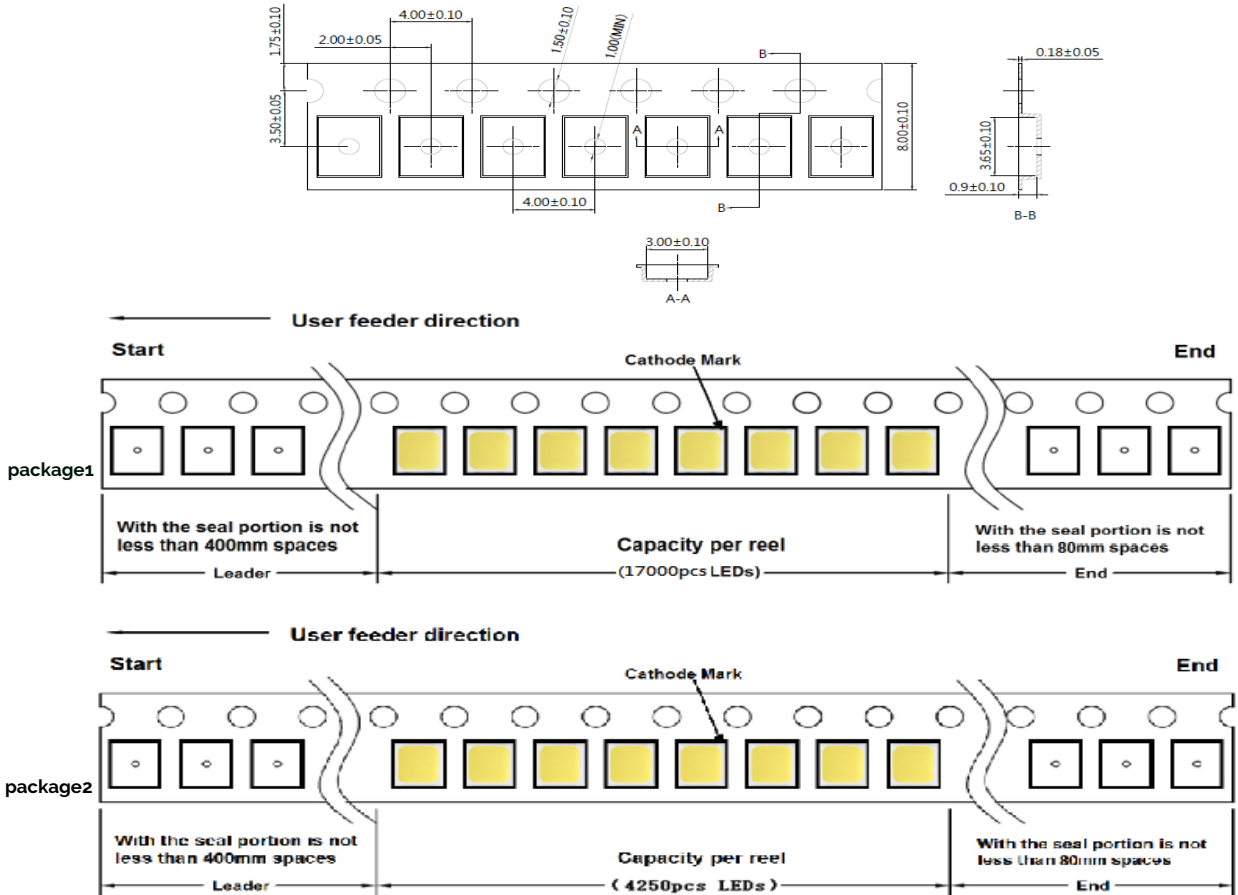 1.75±0.10
4.00±0.10
2.00±0.05
1.50±0.10
1.00(MIN)
B
0.18±0.05
3.50±0.05
A A
8.00±0.10
3.65±0.10
4.00±0.10
B
0.9±0.10
B-B
3.00±0.10
A-A
User feeder direction
Start
Cathode Mark
End
package1
With the seal portion is not
less than 400mm spaces
Leader
Capacity per reel
(17000pcs LEDs)
With the seal portion is not
less than 80mm spaces
End
User feeder direction
Start
Cathode Mark
End
package2
With the seal portion is not
less than 400mm spaces
Leader
Capacity per reel
(4250pcs LEDs)
With the seal portion is not
less than 80mm spaces
End